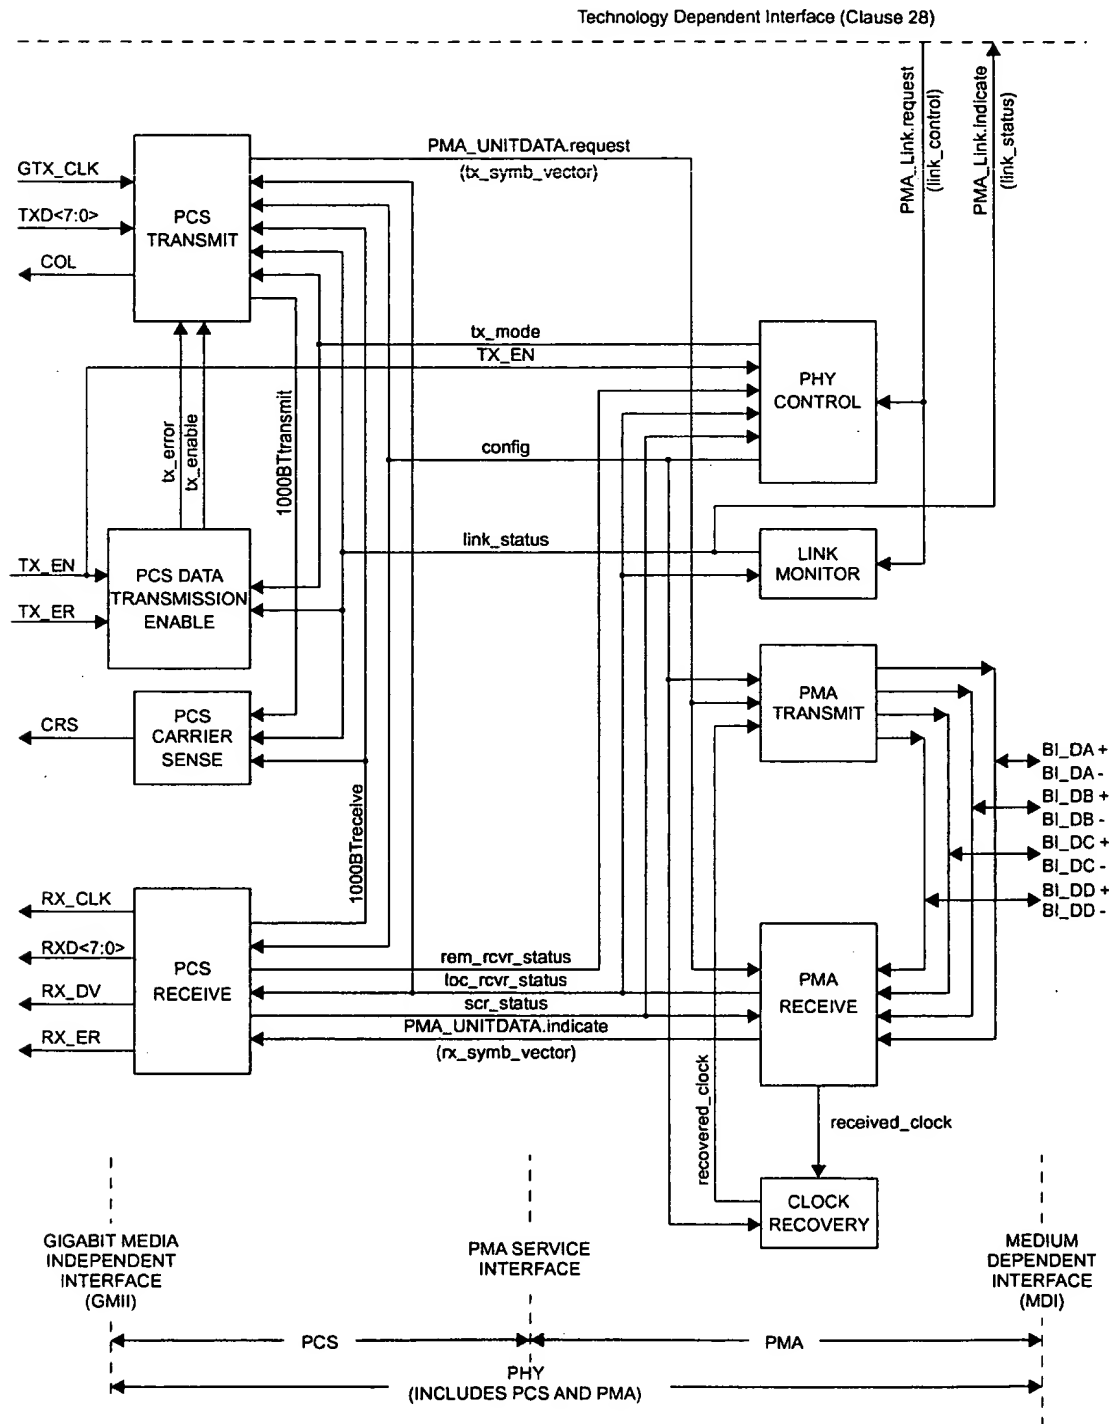 Technology Dependent Interface (Clause 28)
PMA_Link.request
(link_control)
PMA_Link.indicate
(link_status)
PMA_UNITDATA.request
(tx_symb_vector)
GTX_CLK
TXD<7:0>
COL
PCS
TRANSMIT
tx_mode
TX_EN
PHY
CONTROL
tx_error
tx_enable
1000BTtransmit
config
link_status
LINK
MONITOR
TX_EN
TX_ER
PCS DATA
TRANSMISSION
ENABLE
PMA
TRANSMIT
CRS
PCS
CARRIER
SENSE
BI_DA +
BI_DA -
BI_DB +
BI_DB -
BI_DC +
BI_DC -
BI_DD +
BI_DD -
1000BTreceive
RX_CLK
RXD<7:0>
RX_DV
RX_ER
PCS
RECEIVE
rem_rcvr_status
loc_rcvr_status
scr_status
PMA_UNITDATA.indicate
(rx_symb_vector)
PMA
RECEIVE
recovered_clock
received_clock
CLOCK
RECOVERY
GIGABIT MEDIA
INDEPENDENT
INTERFACE
(GMII)
PMA SERVICE
INTERFACE
MEDIUM
DEPENDENT
INTERFACE
(MDI)
PCS
PMA
PHY
(INCLUDES PCS AND PMA)